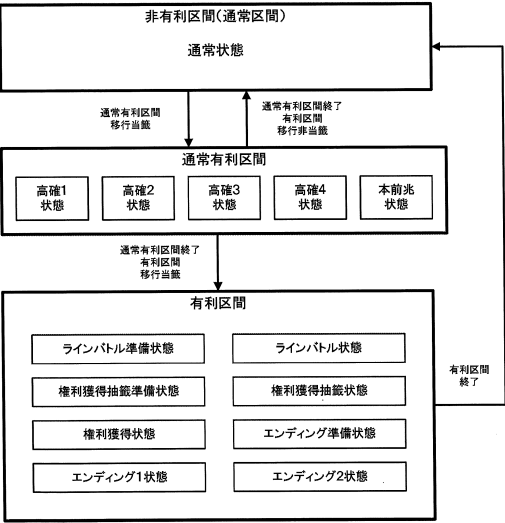 非有利区間(通常区間)
通常状態
通常有利区間
移行当籤
通常有利区間終了
有利区間
移行非当籤
通常有利区間
高確1
状態
高確2
状態
高確3
状態
高確4
状態
本前兆
状態
通常有利区間終了
有利区間
移行当籤
有利区間
ラインバトル準備状態
ラインバトル状態
権利獲得抽籤準備状態
権利獲得抽籤状態
権利獲得状態
エンディング準備状態
エンディング1状態
エンディング2状態
有利区間
終了